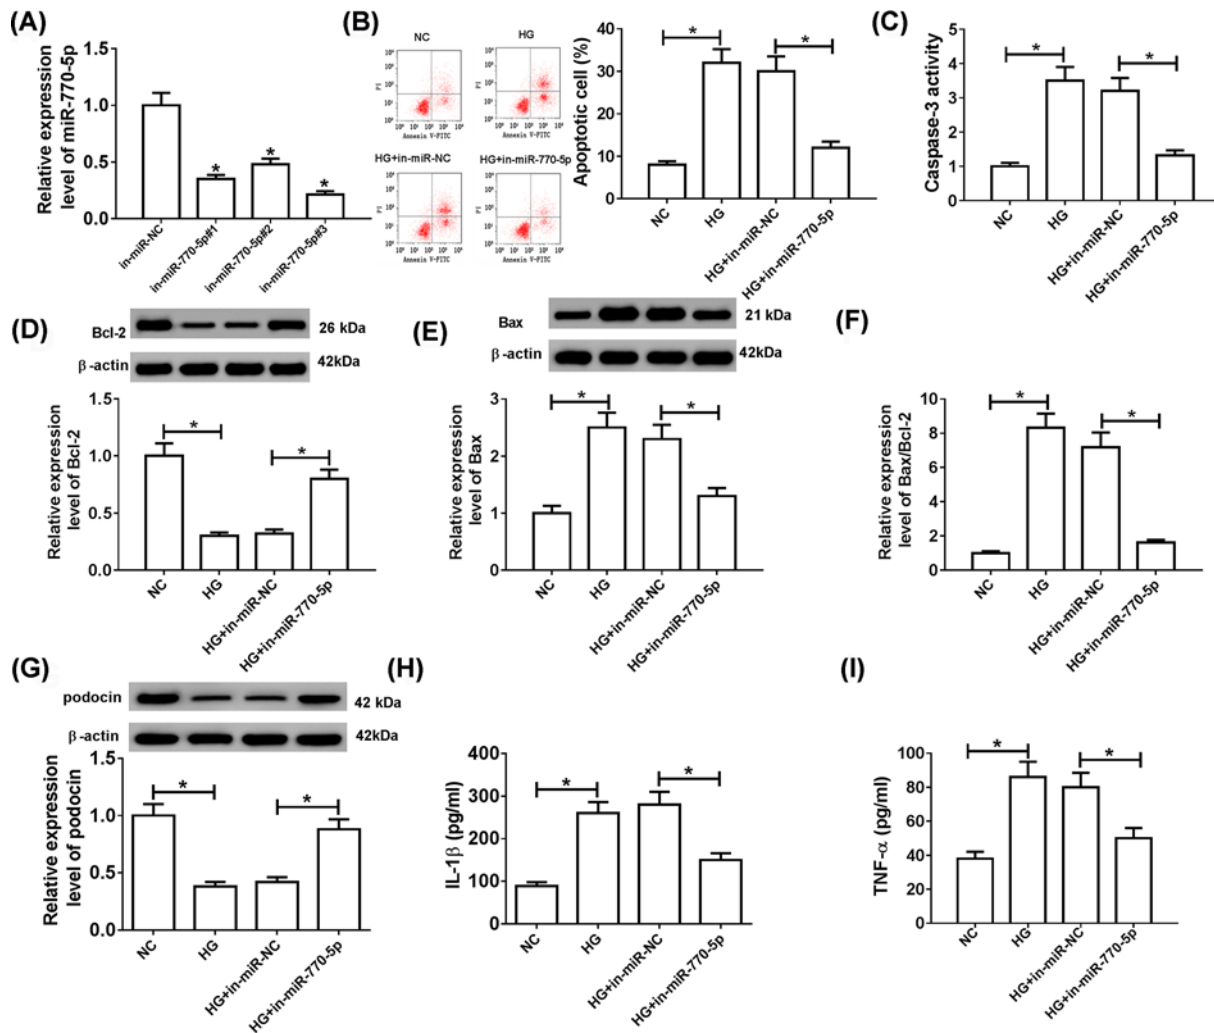 (A)
Relative expression
level of miR-770-5p
1.5
1.0
0.5
0.0
*
*
*
in-miR-NC
in-miR-770-5p#1
in-miR-770-5p#2
in-miR-770-5p#3
(B)
NC
HG
PI
Annexin V-FITC
PI
Annexin V-FITC
HG+in-miR-NC
HG+in-miR-770-5p
PI
Annexin V-FITC
PI
Annexin V-FITC
Apoptotic cell (%)
40
30
20
10
0
*
*
NC
HG
HG+in-miR-NC
HG+in-miR-770-5p
(C)
Caspase-3 activity
5
4
3
2
1
0
*
*
NC
HG
HG+in-miR-NC
HG+in-miR-770-5p
(D)
Bcl-2
26 kDa
β-actin
42kDa
Relative expression
level of Bcl-2
1.5
1.0
0.5
0.0
*
*
NC
HG
HG+in-miR-NC
HG+in-miR-770-5p
(E)
Bax
21 kDa
β-actin
42kDa
Relative expression
level of Bax
3
2
1
0
*
*
NC
HG
HG+in-miR-NC
HG+in-miR-770-5p
(F)
Relative expression
level of Bax/Bcl-2
10
8
6
4
2
0
*
*
NC
HG
HG+in-miR-NC
HG+in-miR-770-5p
(G)
podocin
42 kDa
β-actin
42kDa
Relative expression
level of podocin
1.5
1.0
0.5
0.0
*
*
NC
HG
HG+in-miR-NC
HG+in-miR-770-5p
(H)
IL-1β (pg/ml)
400
300
200
100
0
*
*
NC
HG
HG+in-miR-NC
HG+in-miR-770-5p
(I)
TNF-α (pg/ml)
100
80
60
40
20
0
*
*
NC
HG
HG+in-miR-NC
HG+in-miR-770-5p